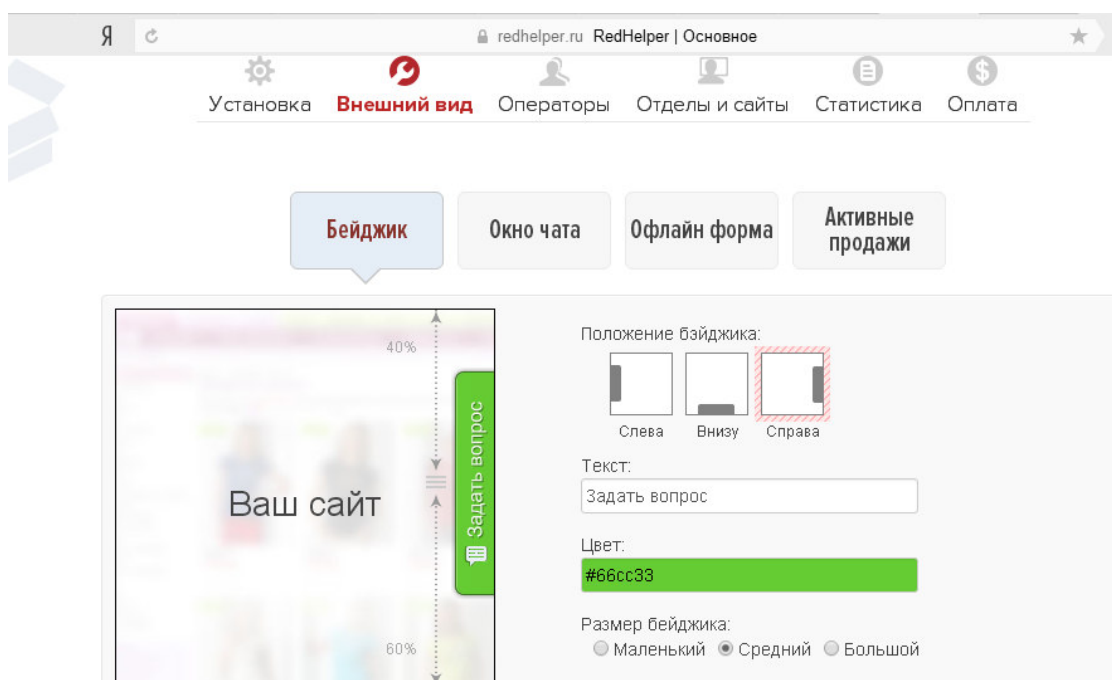 Я redhelper.ru RedHelper | Основное
Установка Внешний вид Операторы Отделы и сайты Статистика Оплата
Бейджик Окно чата Офлайн форма Активные продажи
40%
Ваш сайт
Задать вопрос
60%
Положение бэйджика:
Слева Внизу Справа
Текст:
Задать вопрос
Цвет:
#66cc33
Размер бейджика:
Маленький Средний Большой